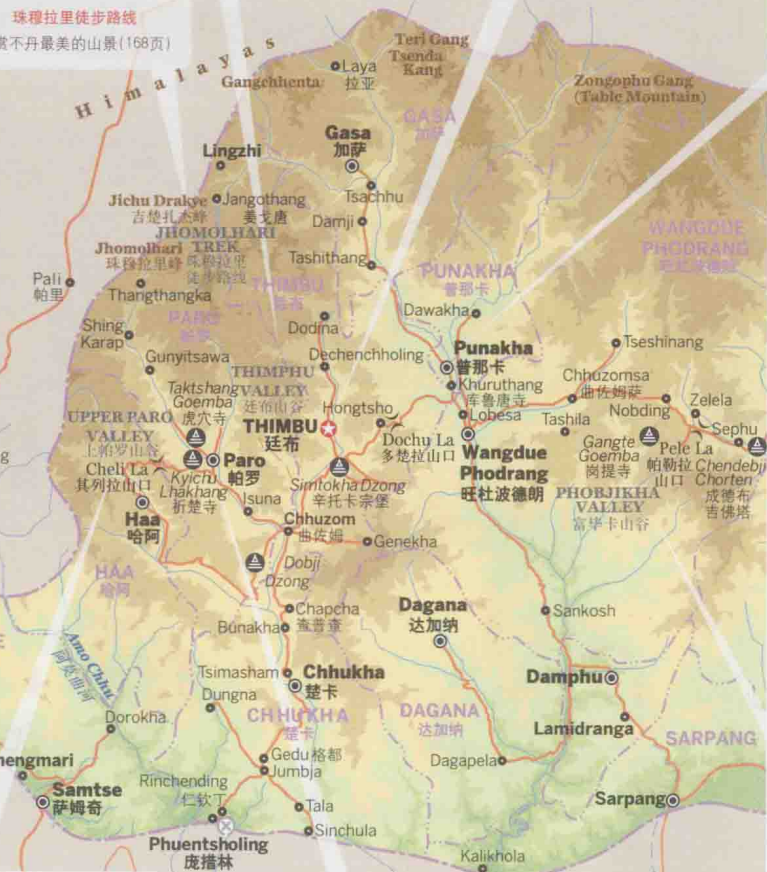 珠穆拉里徒步路线
赏不丹最美的山景(168页)
Himalayas
Teri Gang
Tsenda
Kang
Laya
拉亚
Gangchhenta
Zongophu Gang
(Table Mountain)
GASA
加萨
Gasa
加萨
Lingzhi
Tsachhu
Jichu Drakye
吉楚扎杰峰
Jangothang
姜戈唐
Damji
JHOMOLHARI
TREK
珠穆拉里
徒步路线
Jhomolhari
珠穆拉里峰
Tashithang
WANGDUE
PHODRANG
旺杜波德朗
PUNAKHA
普那卡
THIMBU
廷布
Pali
帕里
Thangthangka
PARO
帕罗
Dawakha
Dodina
Shing
Karap
Gunyitsawa
Tseshinang
Punakha
普那卡
Dechenchholing
THIMPHU
VALLEY
廷布山谷
Taktshang
Goemba
虎穴寺
Khuruthang
库鲁唐寺
Chhuzomsa
曲佐姆萨
Nobding
Zelela
Hongtsho
Lobesa
UPPER PARO
VALLEY
上帕罗山谷
THIMBU
廷布
Dochu La
多楚拉山口
Tashila
Sephu
Gangte
Goemba
岗提寺
Pele La
帕勒拉
山口
Chendebji
Chorten
成德布
吉佛塔
Wangdue
Phodrang
旺杜波德朗
Cheli La
其列拉山口
Paro
帕罗
Kyichu
Lhakhang
祈楚寺
Simtokha Dzong
辛托卡宗堡
PHOBJIKHA
VALLEY
富毕卡山谷
Isuna
Haa
哈阿
Chhuzom
曲佐姆
Genekha
Dobji
Dzong
HAA
哈阿
Chapcha
查普查
Bunakha
Dagana
达加纳
Sankosh
Amo Chhu
阿莫曲河
Tsimasham
Chhukha
楚卡
Damphu
Dungna
CHHUKHA
楚卡
DAGANA
达加纳
Dorokha
Lamidranga
SARPANG
Gedu 格都
Jumbja
Dagapela
hengmari
Samtse
萨姆奇
Rinchending
仁钦丁
Tala
Sarpang
Sinchula
Phuentsholing
庞措林
Kalikhola